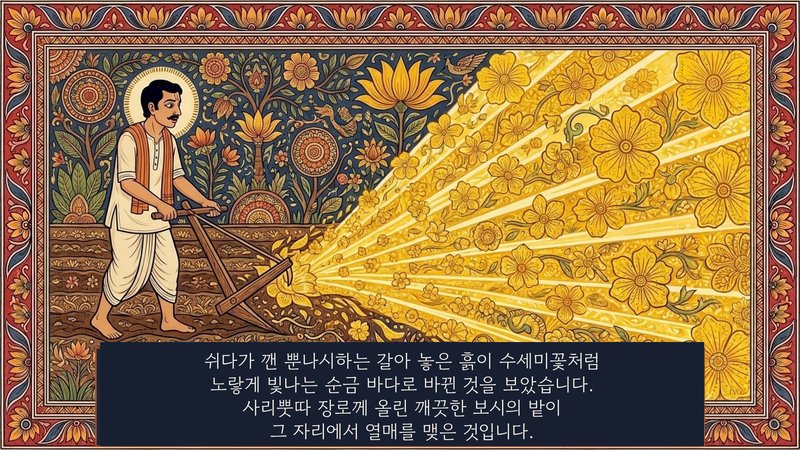 쉬다가 깬 뿐나시하는 갈아 놓은 흙이 수세미꽃처럼
노랗게 빛나는 순금 바다로 바뀐 것을 보았습니다.
사리뿟따 장로께 올린 깨끗한 보시의 밭이
그 자리에서 열매를 맺은 것입니다.